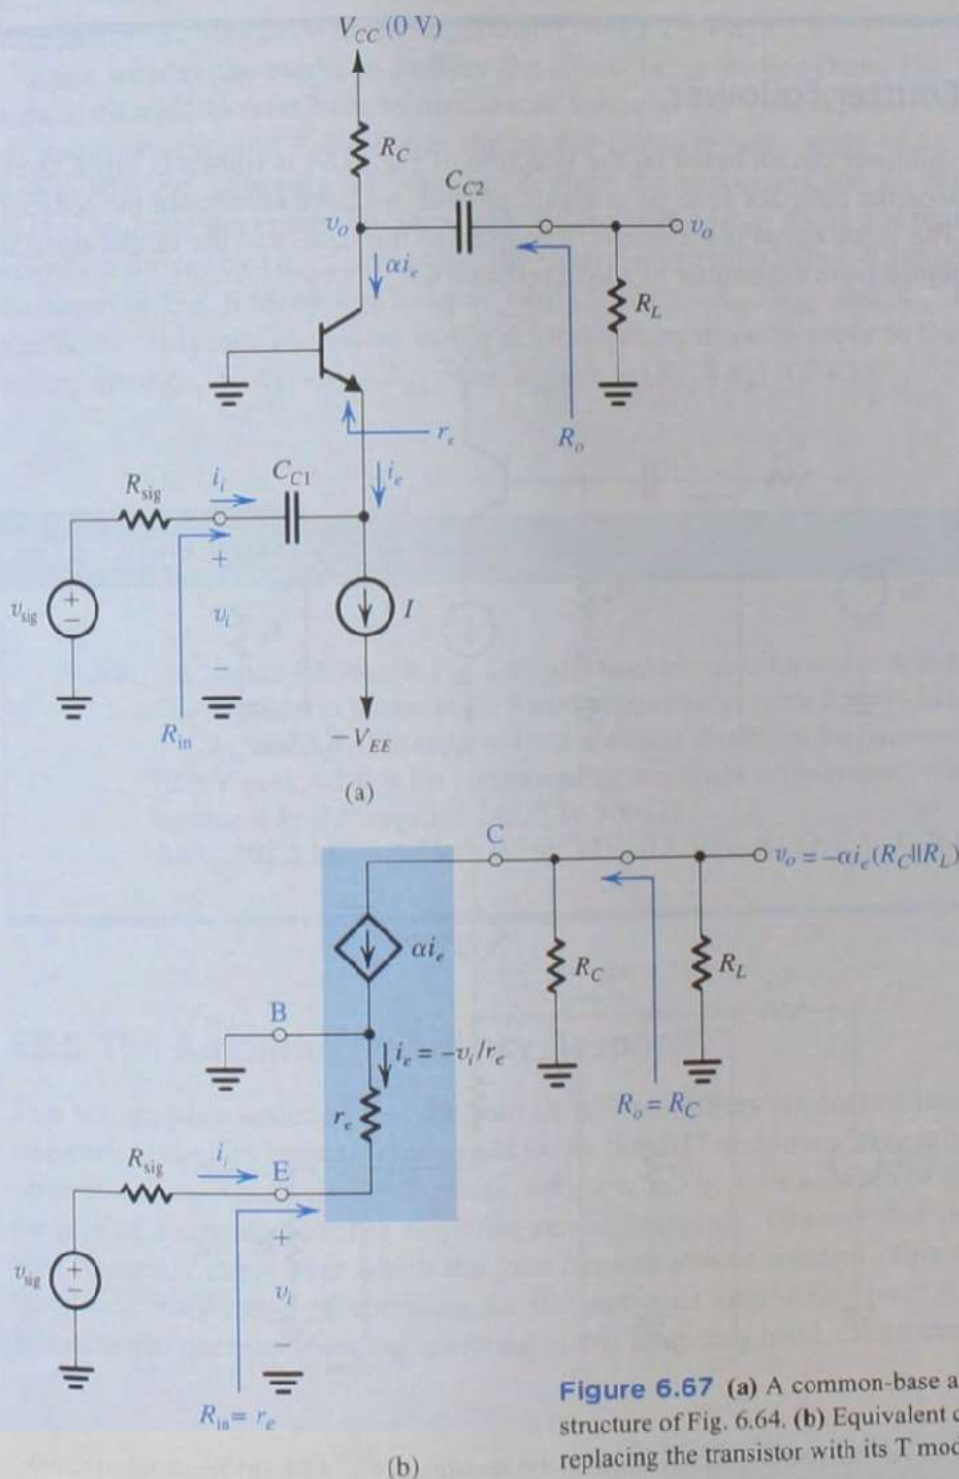 V_CC (0 V)
R_C
C_C2
v_o
v_o
αi_e
R_L
r_e
R_o
i_e
R_sig
i_i
C_C1
+
v_sig
+
−
v_i
I
−
R_in
−V_EE
(a)
C
v_o = −αi_e(R_C||R_L)
αi_e
R_C
R_L
B
i_e = −v_i/r_e
r_e
R_o = R_C
R_sig
i_i
E
+
v_sig
+
−
v_i
−
R_in = r_e
Figure 6.67 (a) A common-base a
structure of Fig. 6.64. (b) Equivalent c
replacing the transistor with its T mod
(b)